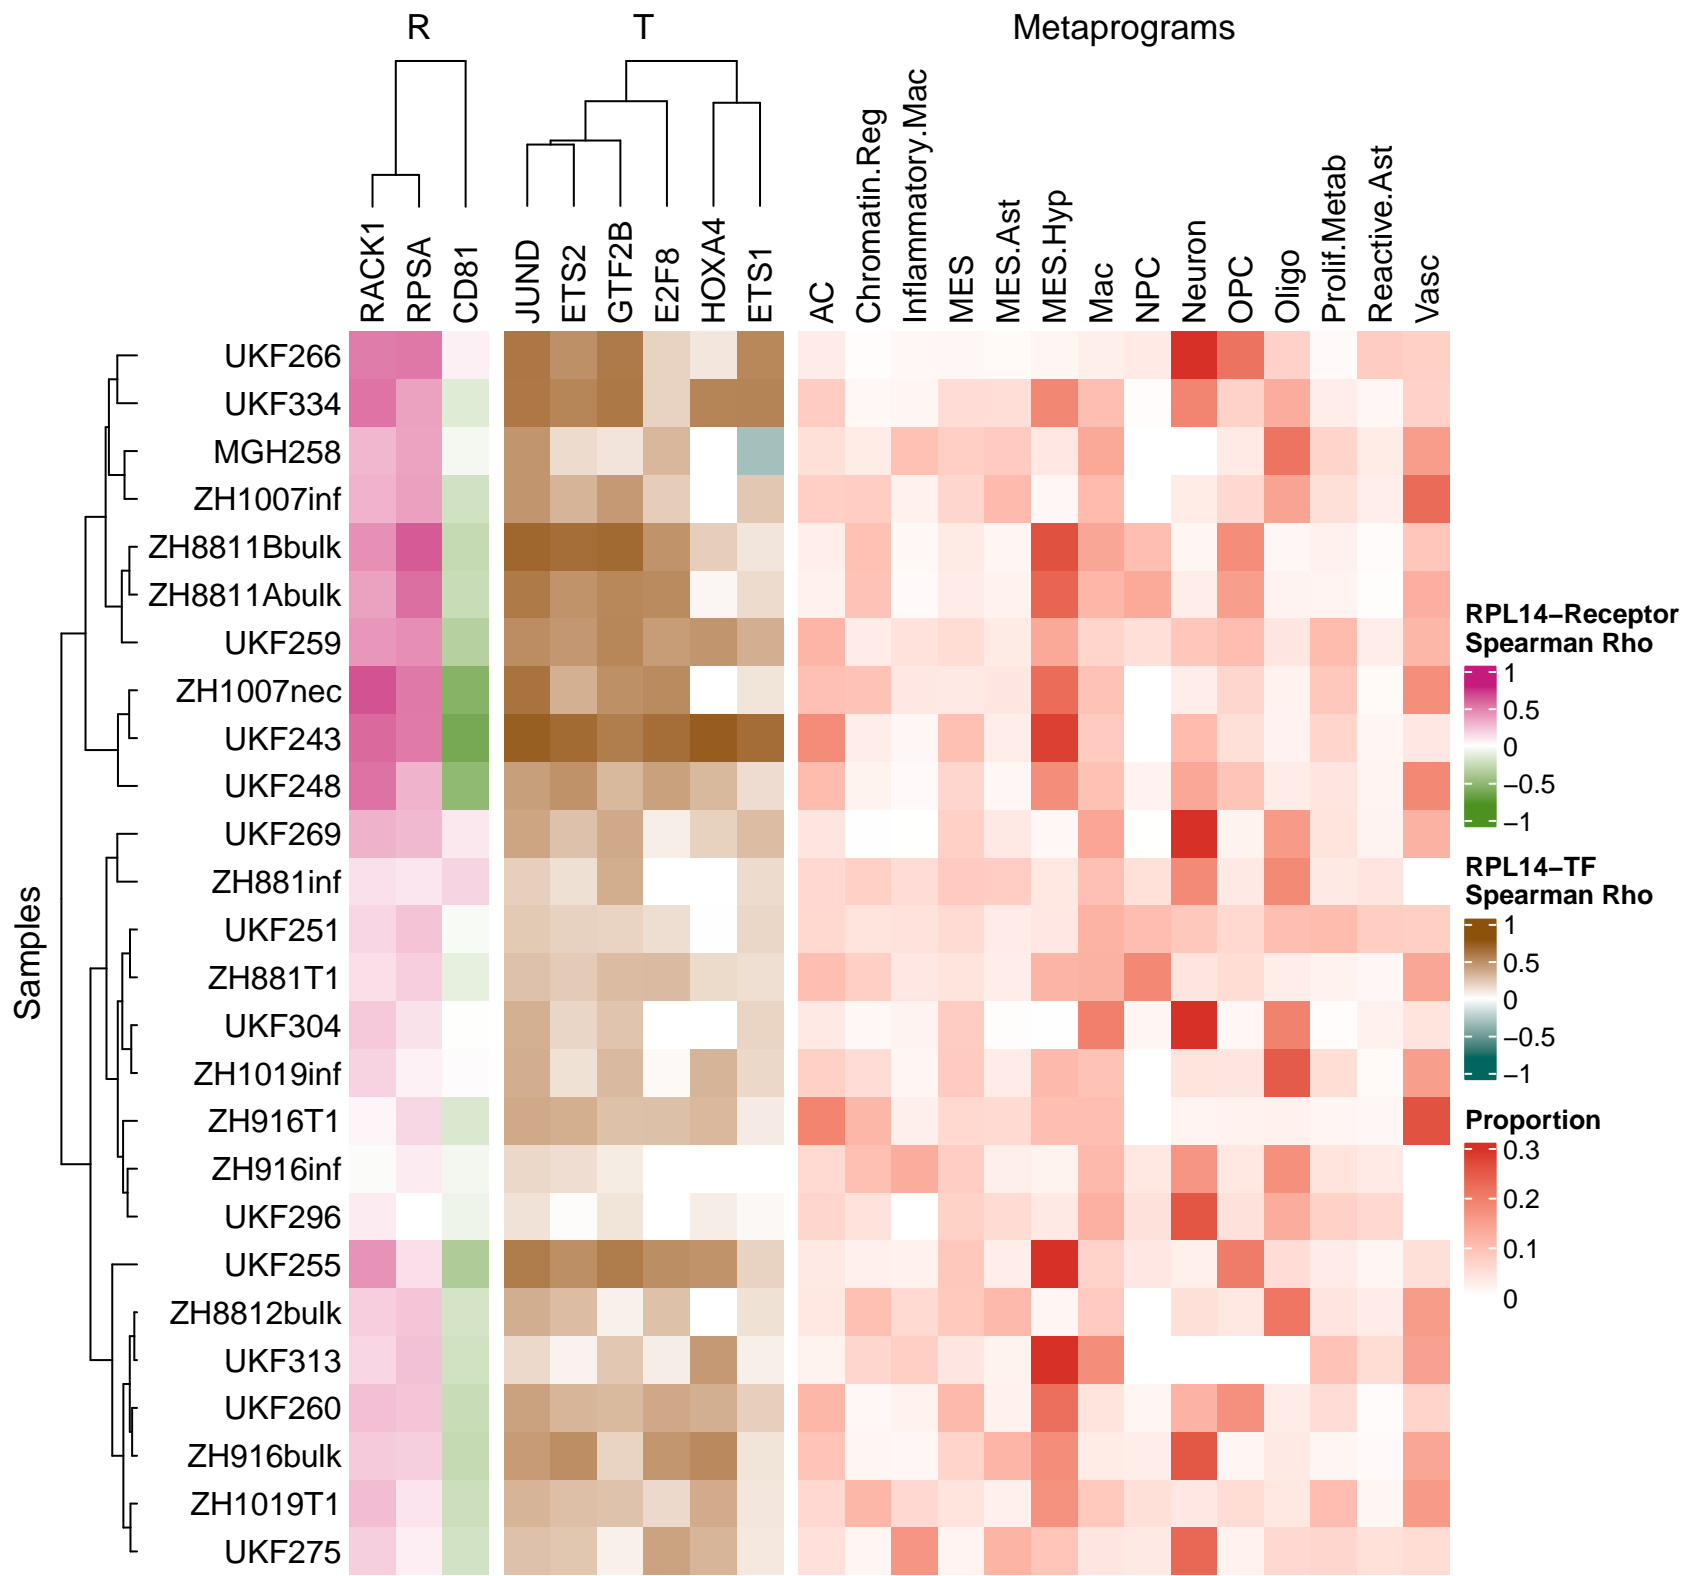 R
T
Metaprograms
RACK1
RPSA
CD81
JUND
ETS2
GTF2B
E2F8
HOXA4
ETS1
AC
Chromatin.Reg
Inflammatory.Mac
MES
MES.Ast
MES.Hyp
Mac
NPC
Neuron
OPC
Oligo
Prolif.Metab
Reactive.Ast
Vasc
Samples
UKF266
UKF334
MGH258
ZH1007inf
ZH8811Bbulk
ZH8811Abulk
UKF259
ZH1007nec
UKF243
UKF248
UKF269
ZH881inf
UKF251
ZH881T1
UKF304
ZH1019inf
ZH916T1
ZH916inf
UKF296
UKF255
ZH8812bulk
UKF313
UKF260
ZH916bulk
ZH1019T1
UKF275
RPL14−Receptor
Spearman Rho
1
0.5
0
−0.5
−1
RPL14−TF
Spearman Rho
1
0.5
0
−0.5
−1
Proportion
0.3
0.2
0.1
0